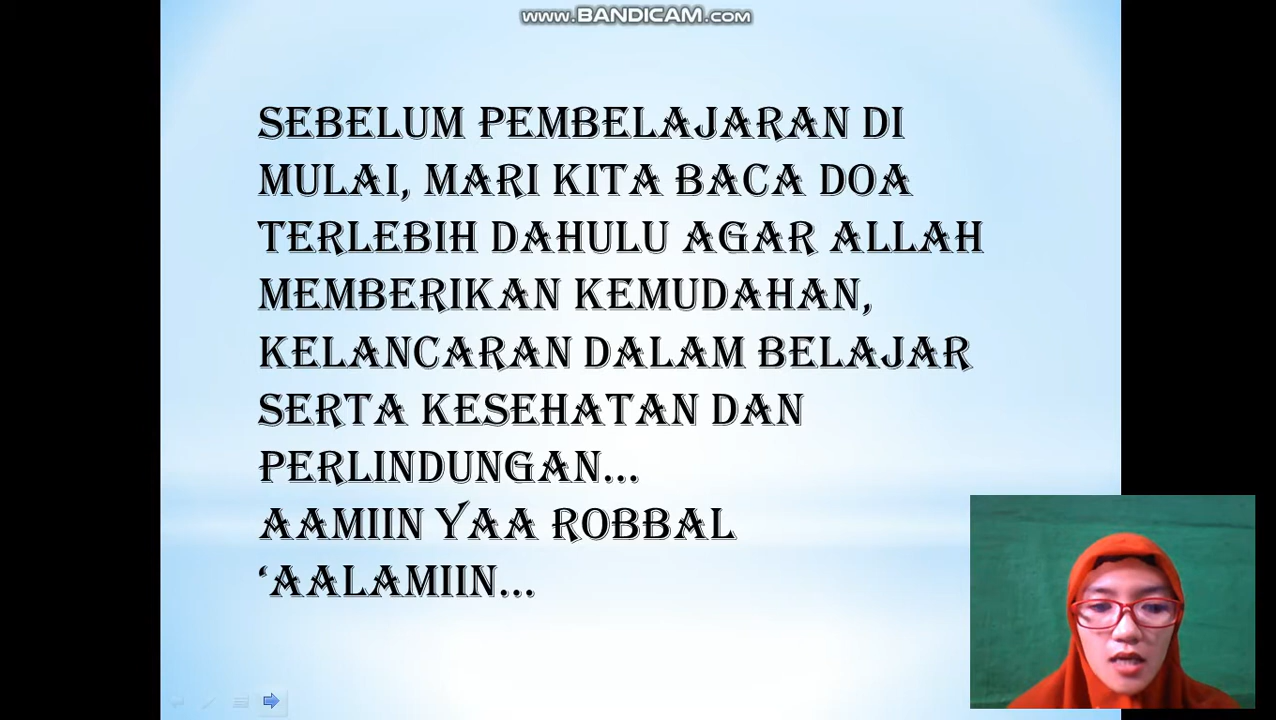 www.BANDICAM.com
SEBELUM PEMBELAJARAN DI
MULAI, MARI KITA BACA DOA
TERLEBIH DAHULU AGAR ALLAH
MEMBERIKAN KEMUDAHAN,
KELANCARAN DALAM BELAJAR
SERTA KESEHATAN DAN
PERLINDUNGAN...
AAMIIN YAA ROBBAL
‘AALAMIIN...